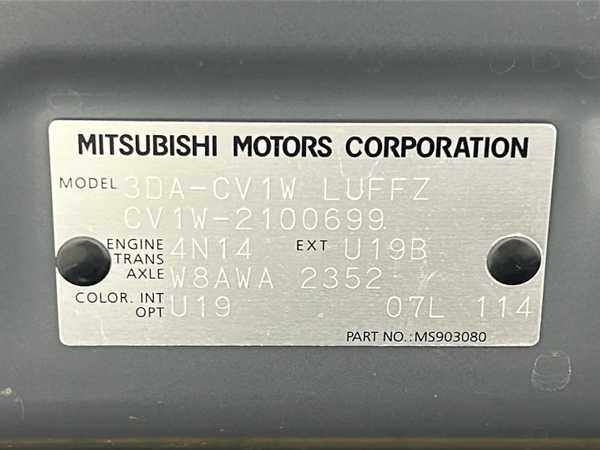 MITSUBISHI MOTORS CORPORATION
MODEL 3DA-CV1W LUFFZ
CV1W-2100699
ENGINE 4N14 EXT U19B
TRANS
AXLE W8AWA 2352
COLOR. INT U19 07L 114
OPT
PART NO.:MS903080